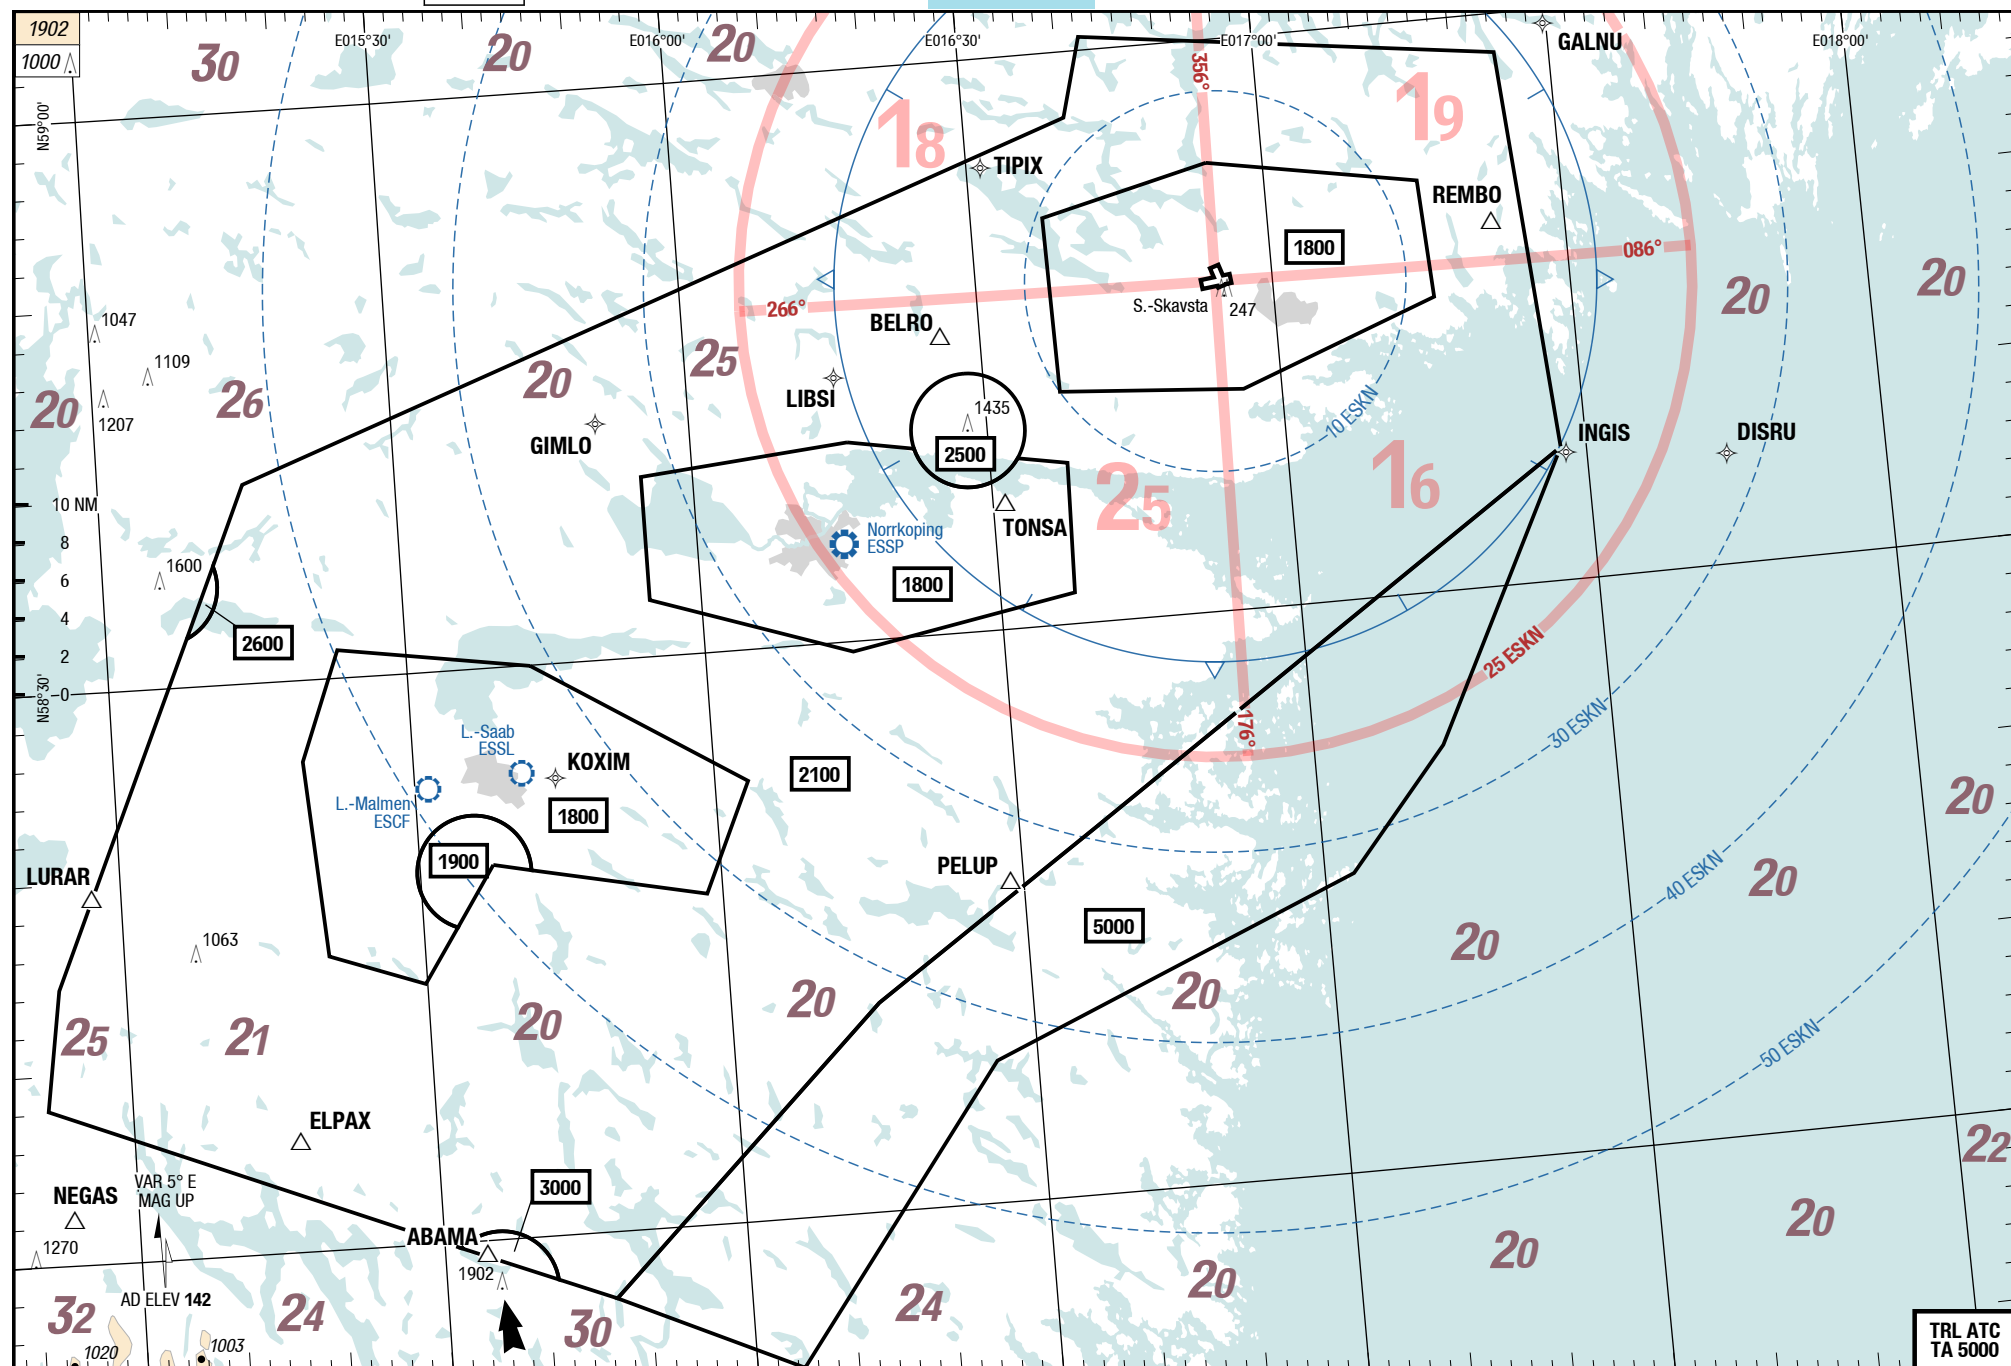 1902
1000
E015°30'
E016°00'
E016°30'
E017°00'
E018°00'
GALNU
30
20
20
356°
18
19
N59°00'
TIPIX
REMBO
1800
086°
20
20
S.-Skavsta
247
266°
BELRO
1047
1109
25
20
26
20
1207
LIBSI
GIMLO
1435
2500
10 ESKN
INGIS
DISRU
25
16
10 NM
8
6
4
2
0
N58°30'
TONSA
Norrkoping
ESSP
1800
1600
2600
25 ESKN
176°
30 ESKN
L.-Saab
ESSL
KOXIM
2100
L.-Malmen
ESCF
1800
20
1900
LURAR
PELUP
40 ESKN
20
5000
20
1063
20
20
25
21
20
50 ESKN
ELPAX
22
NEGAS
VAR 5° E
MAG UP
3000
20
ABAMA
20
1270
1902
20
AD ELEV 142
32
24
30
24
1020
1003
TRL ATC
TA 5000